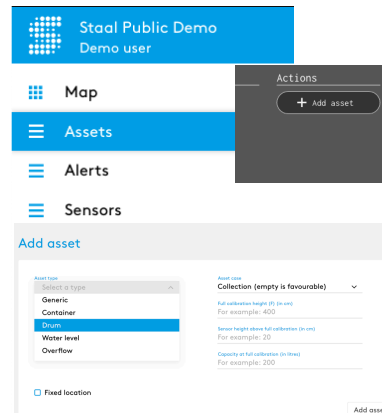 Staal Public Demo
Demo user
Map
Assets
Alerts
Sensors
Actions
+ Add asset
Add asset
Asset type
Select a type
Generic
Container
Drum
Water level
Overflow
Fixed location
Asset case
Collection (empty is favourable)
Full calibration height (F) (in cm)
For example: 400
Sensor height above full calibration (in cm)
For example: 20
Capacity at full calibration (in litres)
For example: 200
Add asse